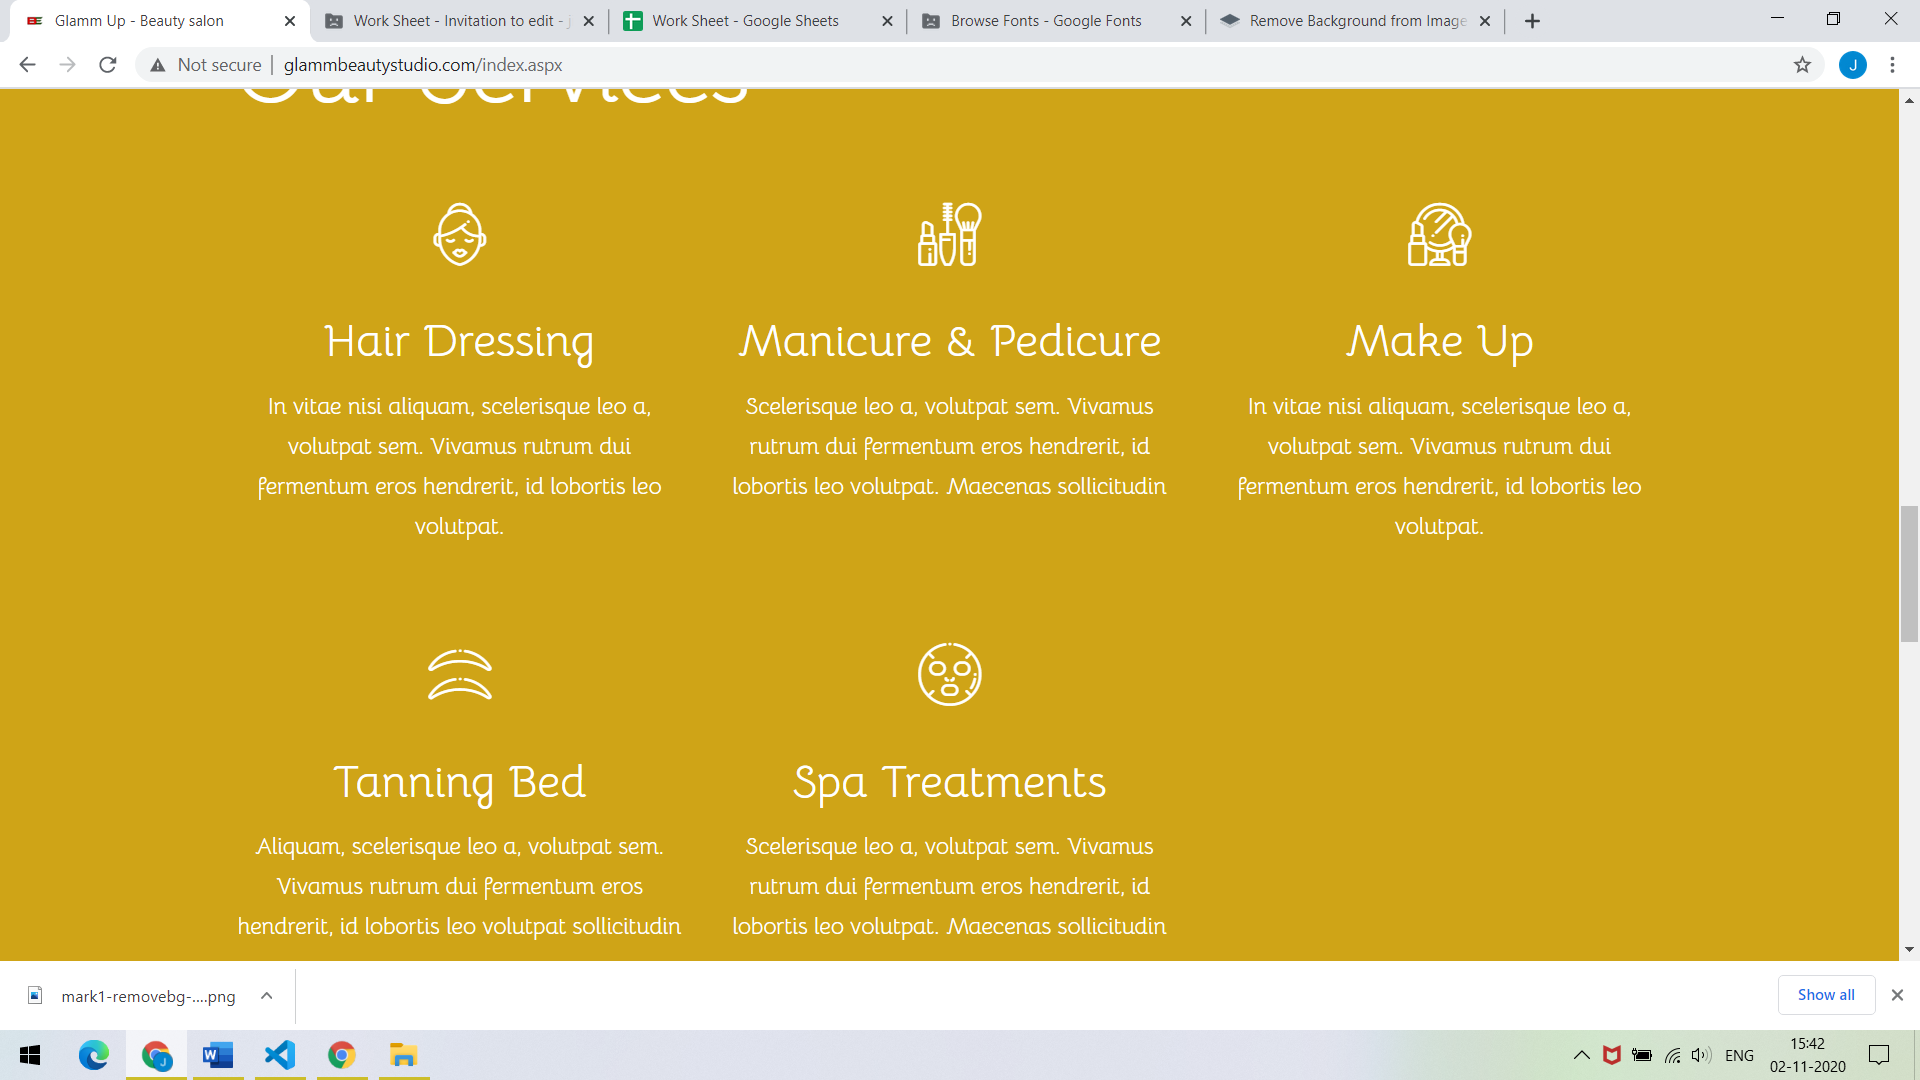 Glamm Up - Beauty salon
Work Sheet - Invitation to edit -
Work Sheet - Google Sheets
Browse Fonts - Google Fonts
Remove Background from Image
Not secure
glammbeautystudio.com/index.aspx
J
Our Services
Hair Dressing
Manicure & Pedicure
Make Up
In vitae nisi aliquam, scelerisque leo a,
volutpat sem. Vivamus rutrum dui
fermentum eros hendrerit, id lobortis leo
volutpat.
Scelerisque leo a, volutpat sem. Vivamus
rutrum dui fermentum eros hendrerit, id
lobortis leo volutpat. Maecenas sollicitudin
In vitae nisi aliquam, scelerisque leo a,
volutpat sem. Vivamus rutrum dui
fermentum eros hendrerit, id lobortis leo
volutpat.
Tanning Bed
Spa Treatments
Aliquam, scelerisque leo a, volutpat sem.
Vivamus rutrum dui fermentum eros
hendrerit, id lobortis leo volutpat sollicitudin
Scelerisque leo a, volutpat sem. Vivamus
rutrum dui fermentum eros hendrerit, id
lobortis leo volutpat. Maecenas sollicitudin
mark1-removebg-....png
Show all
ENG
15:42
02-11-2020